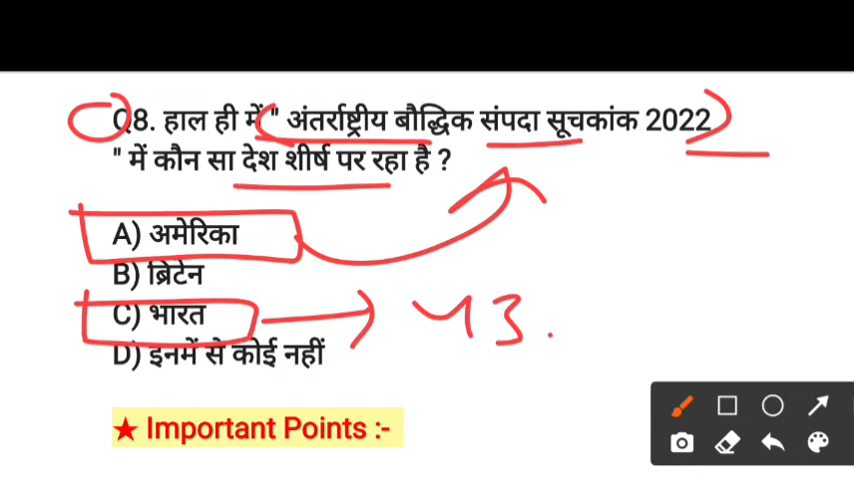 Q8. हाल ही में " अंतर्राष्ट्रीय बौद्धिक संपदा सूचकांक 2022
" में कौन सा देश शीर्ष पर रहा है ?
A) अमेरिका
B) ब्रिटेन
C) भारत
43.
D) इनमें से कोई नहीं
★ Important Points :-